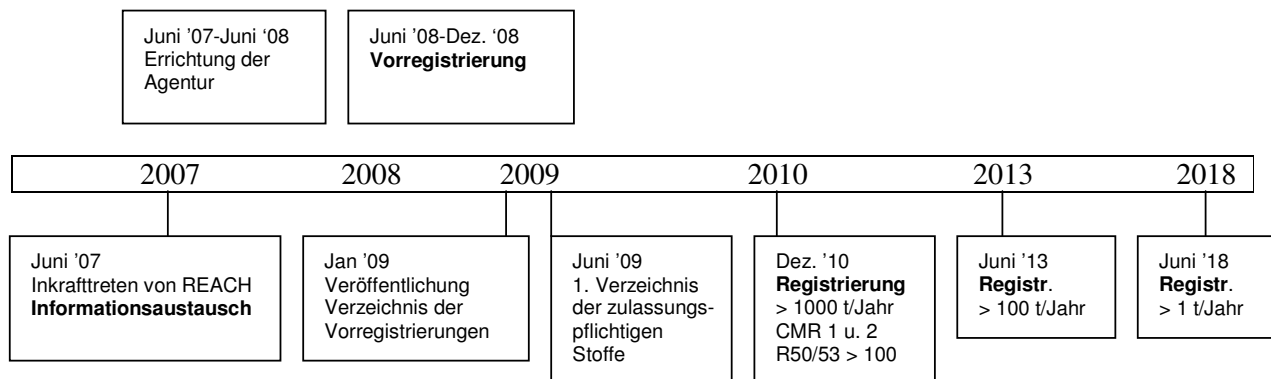 Juni '07-Juni ‘08
Errichtung der
Agentur
Juni '08-Dez. ‘08
Vorregistrierung
2007 2008 2009 2010 2013 2018
Juni '07
Inkrafttreten von REACH
Informationsaustausch
Jan '09
Veröffentlichung
Verzeichnis der
Vorregistrierungen
Juni '09
1. Verzeichnis
der zulassungs-
pflichtigen
Stoffe
Dez. '10
Registrierung
> 1000 t/Jahr
CMR 1 u. 2
R50/53 > 100
Juni '13
Registr.
> 100 t/Jahr
Juni '18
Registr.
> 1 t/Jahr